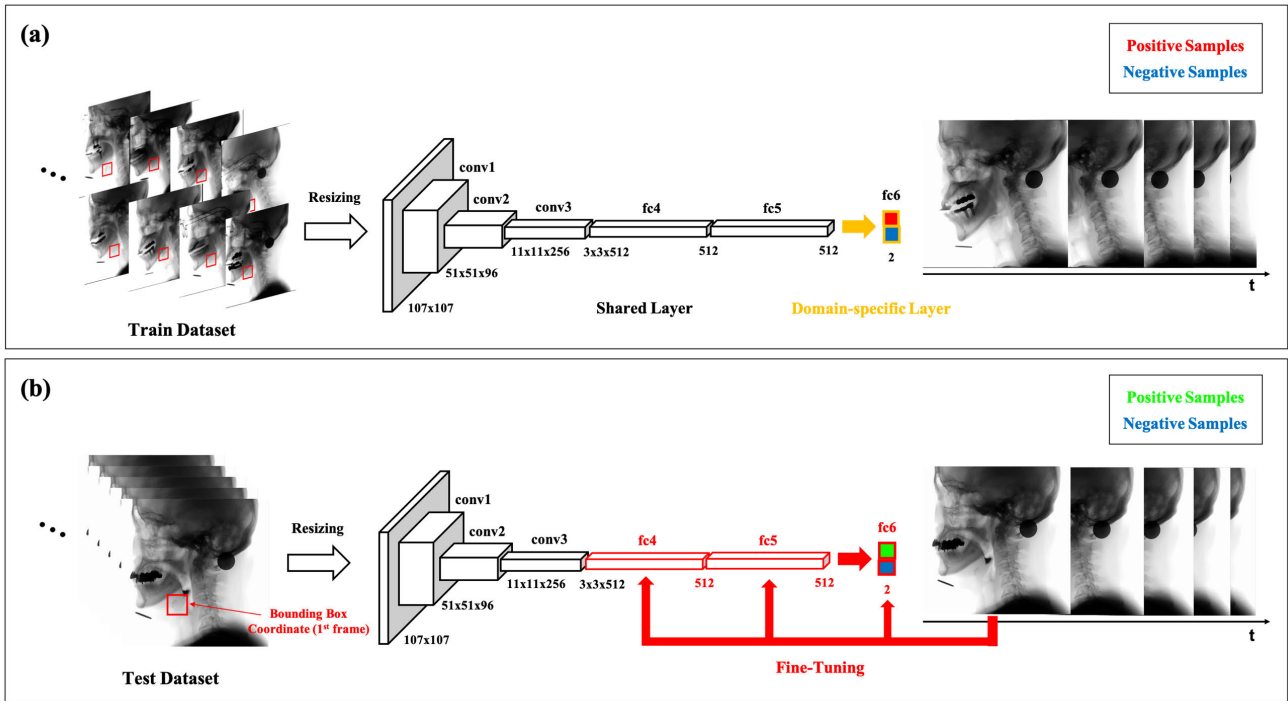 (a)
Positive Samples
Negative Samples
Resizing
conv1
conv2
conv3
fc4
fc5
fc6
11x11x256
3x3x512
512
512
2
51x51x96
107x107
Shared Layer
Domain-specific Layer
t
Train Dataset
(b)
Positive Samples
Negative Samples
Resizing
conv1
conv2
conv3
fc4
fc5
fc6
11x11x256
3x3x512
512
512
2
51x51x96
107x107
Bounding Box
Coordinate (1st frame)
t
Fine-Tuning
Test Dataset